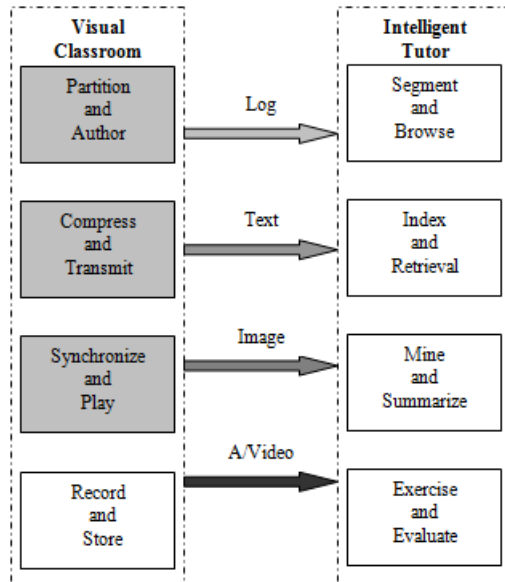 Visual
Classroom
Partition
and
Author
Compress
and
Transmit
Synchronize
and
Play
Record
and
Store
Log
Text
Image
A/Video
Intelligent
Tutor
Segment
and
Browse
Index
and
Retrieval
Mine
and
Summarize
Exercise
and
Evaluate